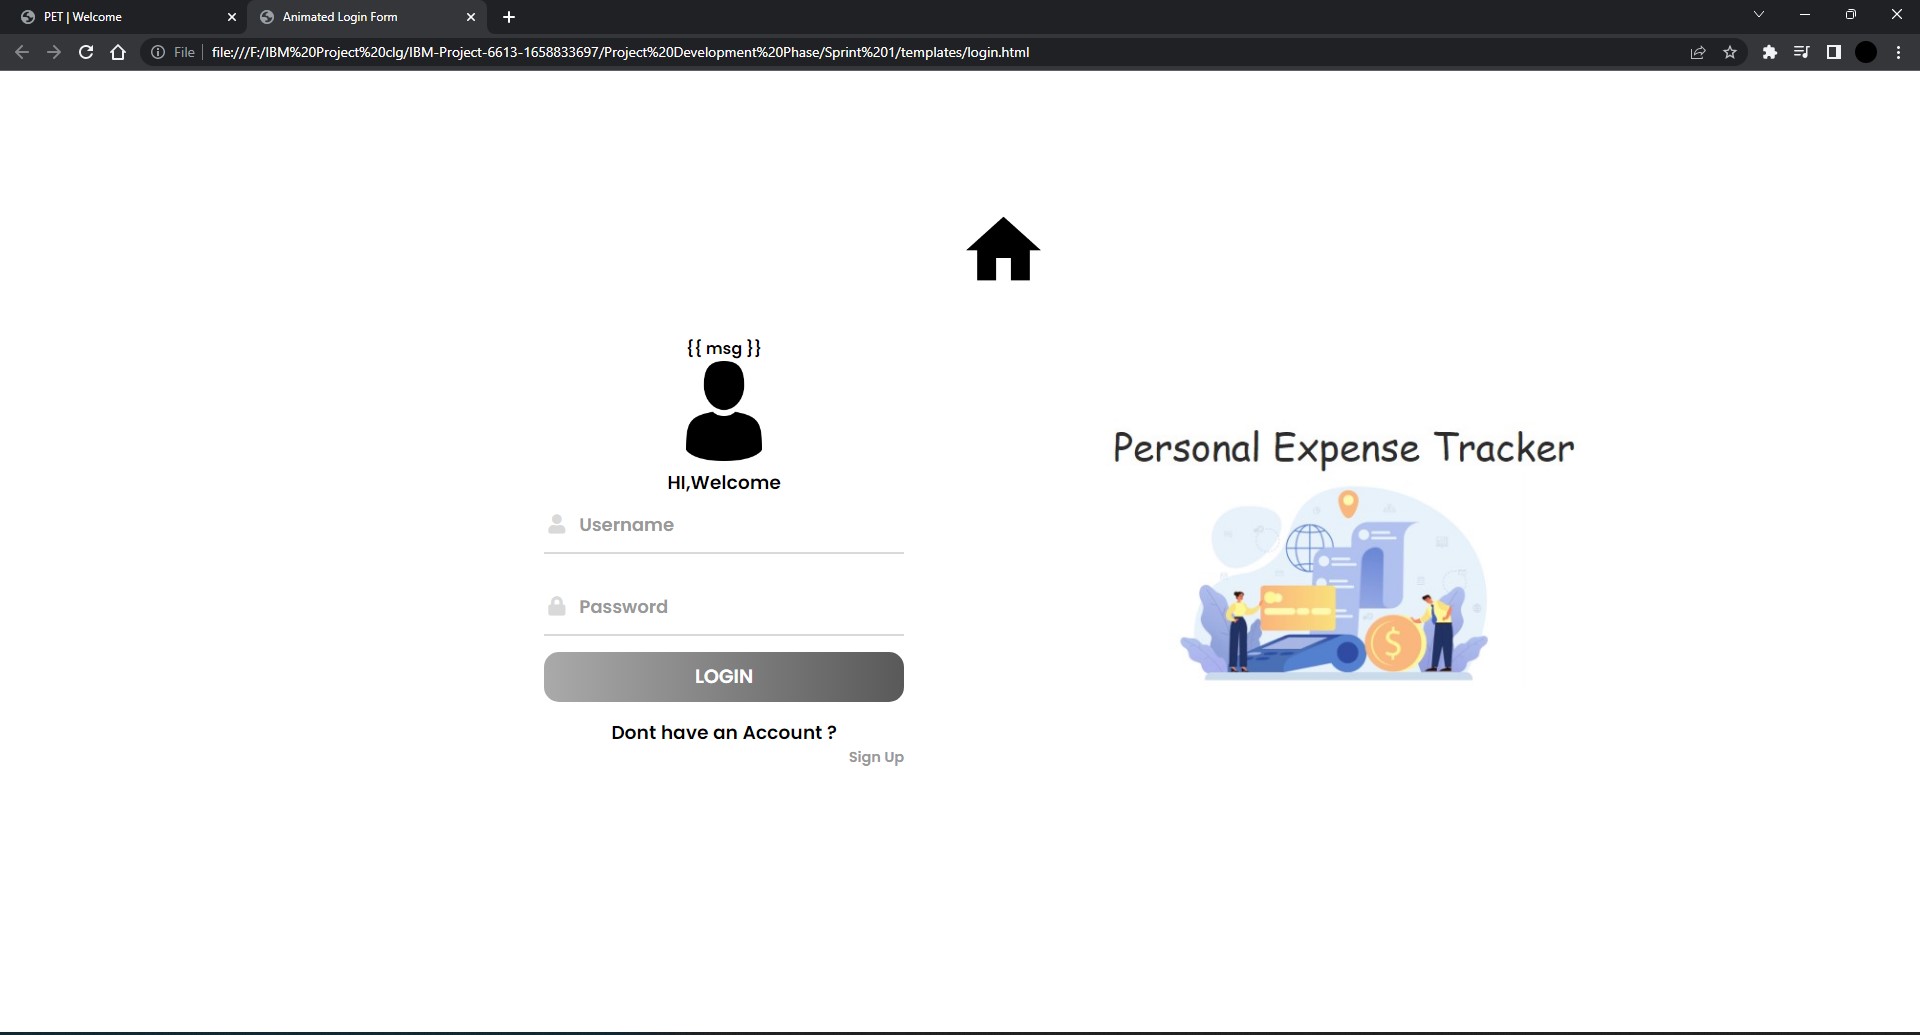 PET | Welcome
Animated Login Form
File
file:///F:/IBM%20Project%20clg/IBM-Project-6613-1658833697/Project%20Development%20Phase/Sprint%201/templates/login.html
{{ msg }}
HI,Welcome
Username
Password
LOGIN
Dont have an Account ?
Sign Up
Personal Expense Tracker
$